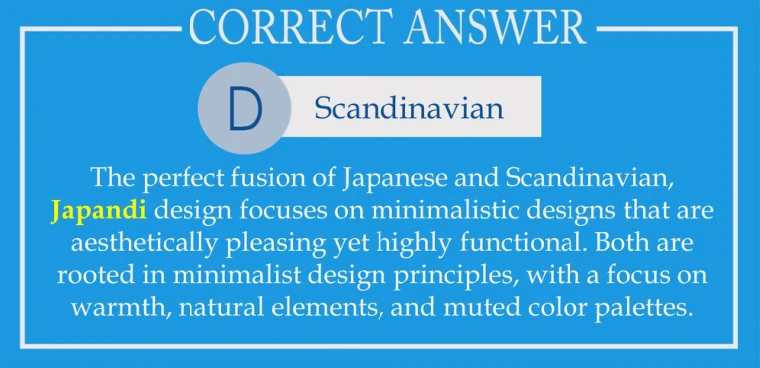 CORRECT ANSWER
D Scandinavian
The perfect fusion of Japanese and Scandinavian,
Japandi design focuses on minimalistic designs that are
aesthetically pleasing yet highly functional. Both are
rooted in minimalist design principles, with a focus on
warmth, natural elements, and muted color palettes.